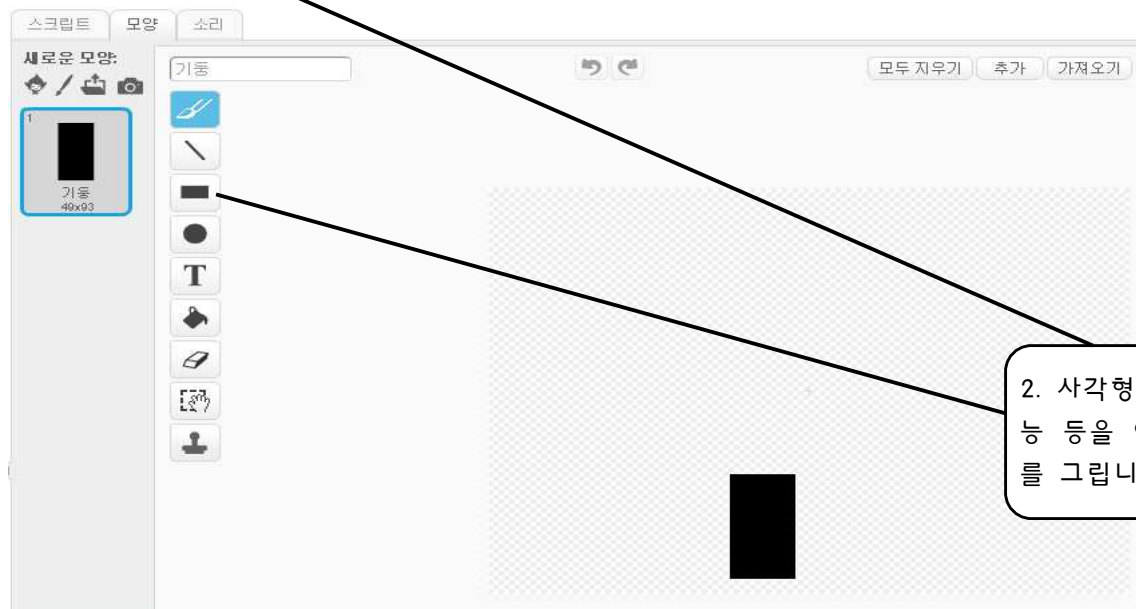 스크립트 모양 소리
새로운 모양:
기둥
모두 지우기 추가 가져오기
1
기둥
49x93
T
2. 사각형
능 등을
를 그립니